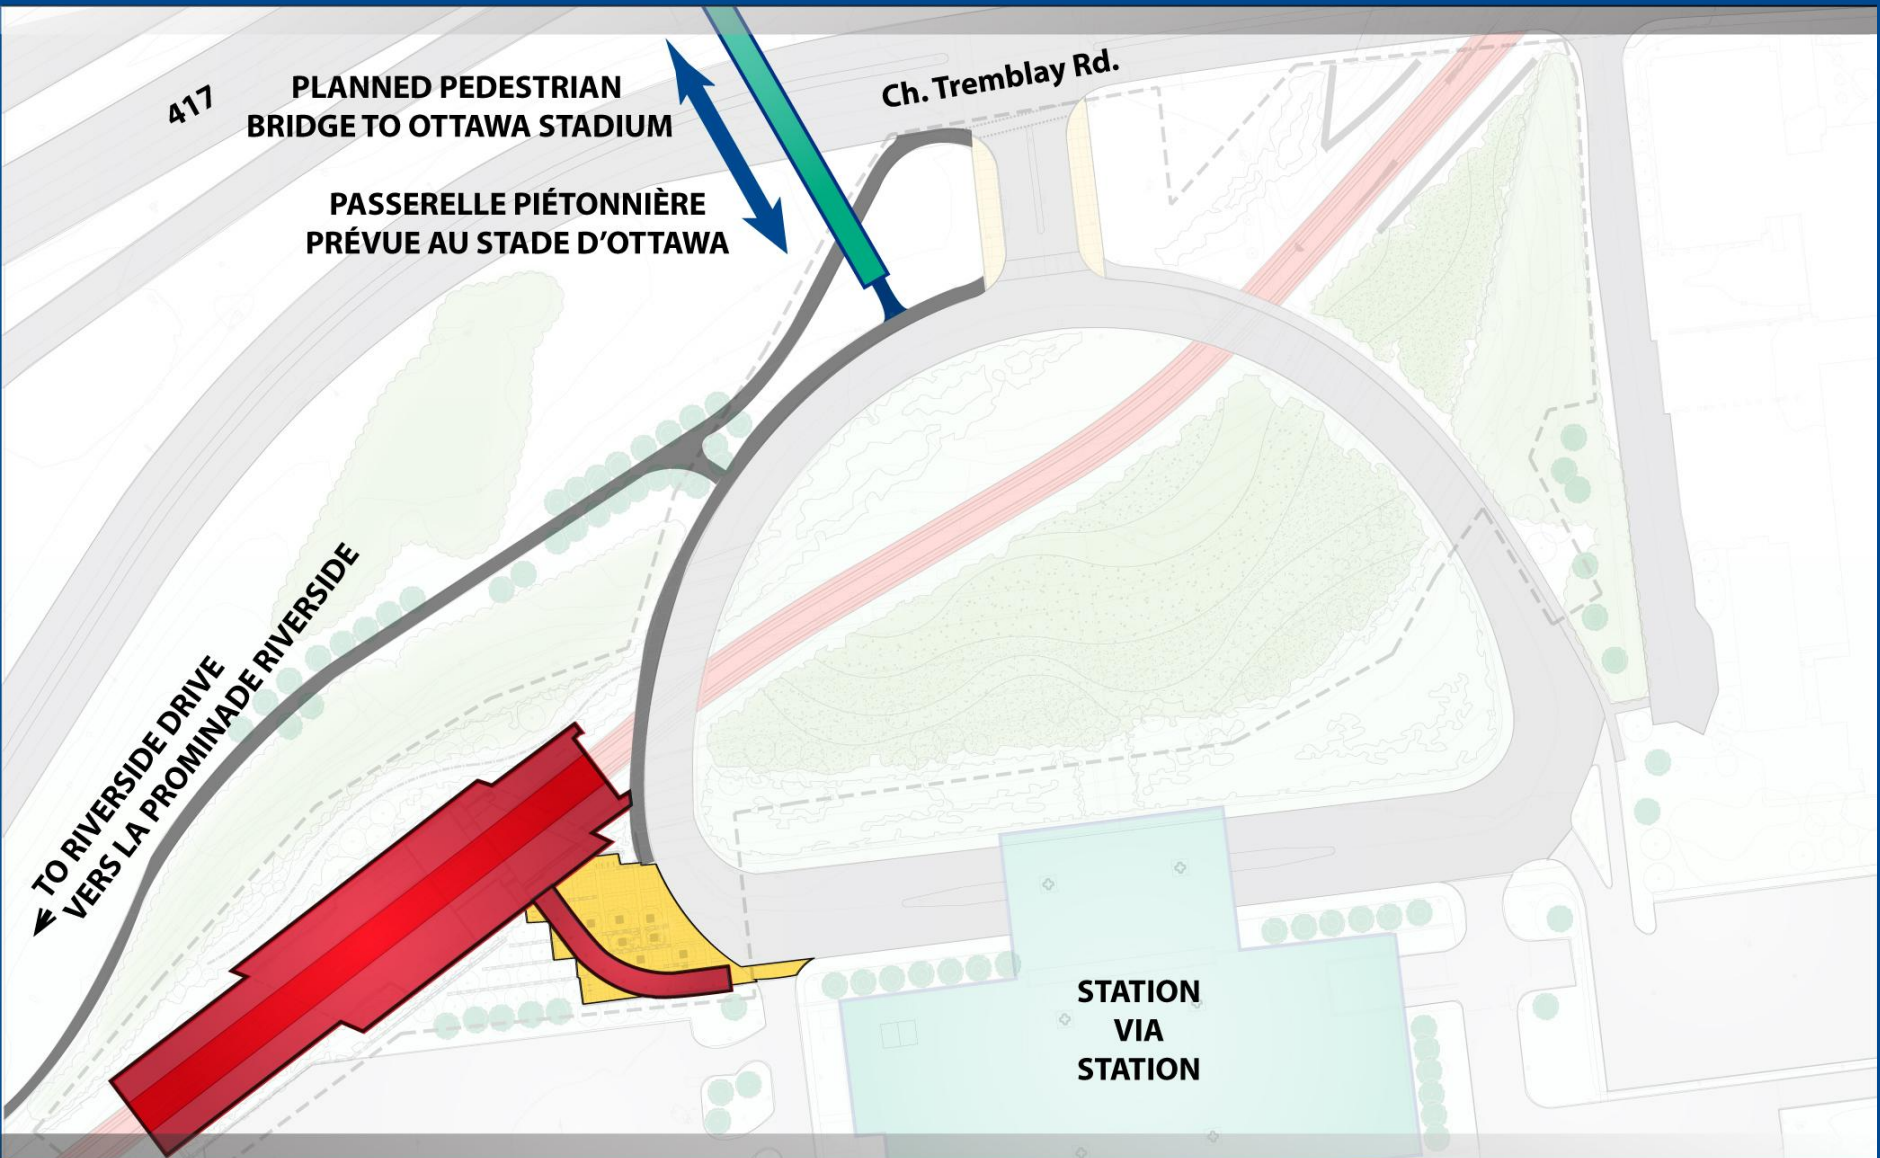 417
PLANNED PEDESTRIAN
BRIDGE TO OTTAWA STADIUM
PASSERELLE PIÉTONNIÈRE
PRÉVUE AU STADE D'OTTAWA
Ch. Tremblay Rd.
TO RIVERSIDE DRIVE
VERS LA PROMINADE RIVERSIDE
STATION
VIA
STATION